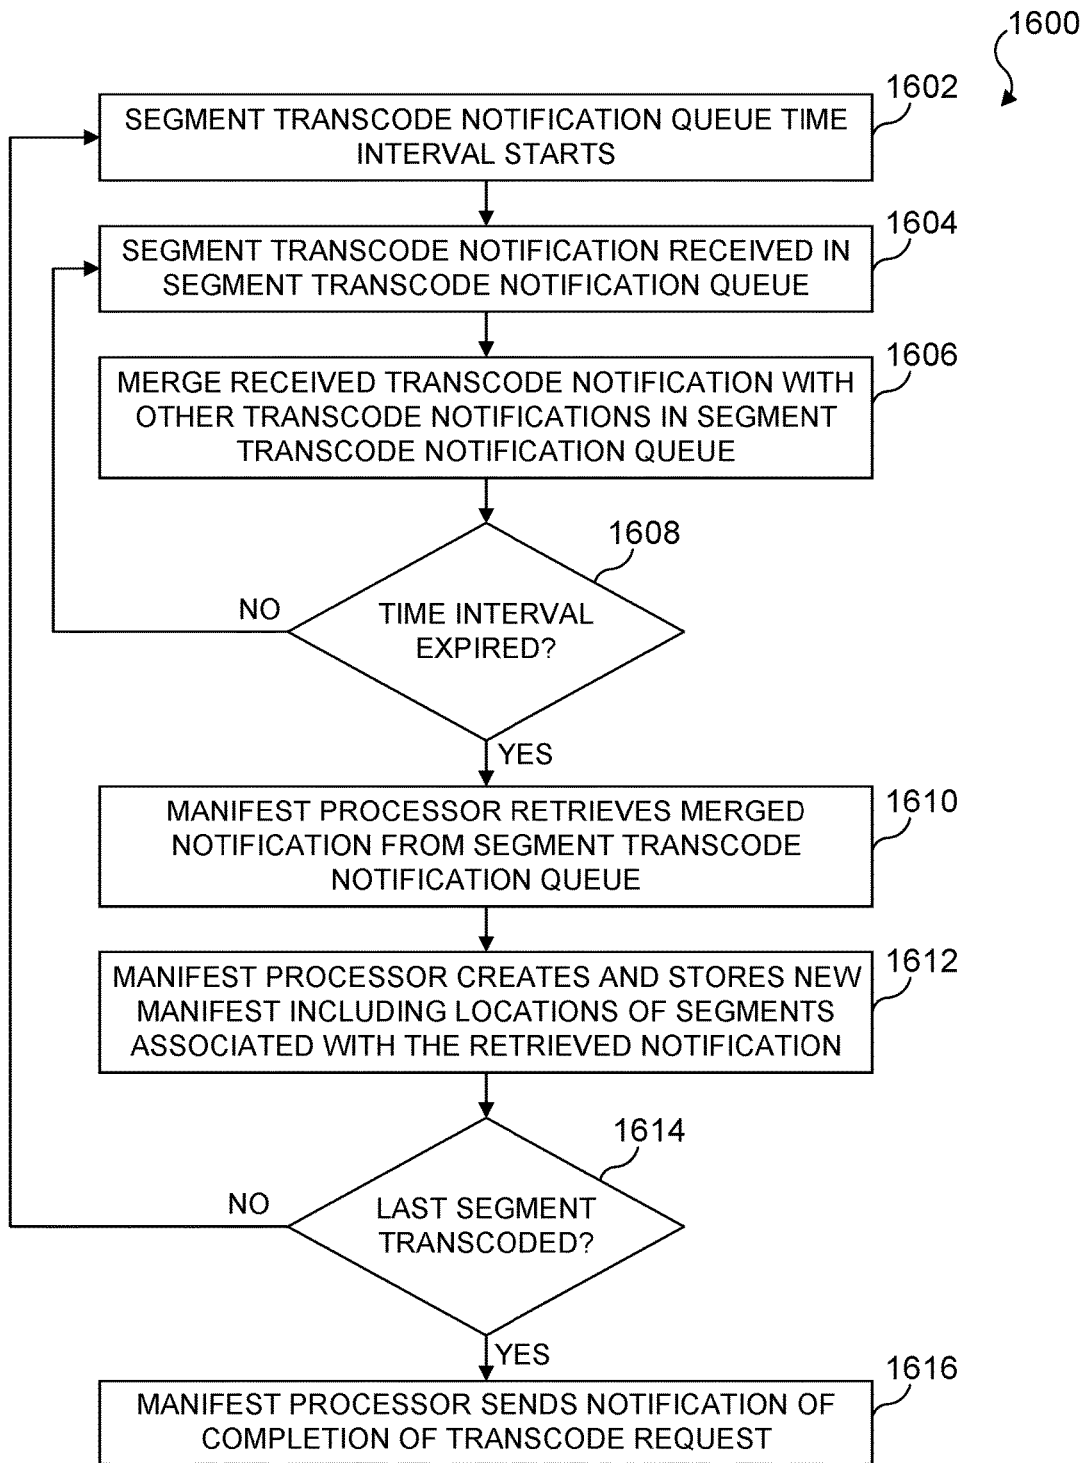 1600
1602
SEGMENT TRANSCODE NOTIFICATION QUEUE TIME
INTERVAL STARTS
1604
SEGMENT TRANSCODE NOTIFICATION RECEIVED IN
SEGMENT TRANSCODE NOTIFICATION QUEUE
1606
MERGE RECEIVED TRANSCODE NOTIFICATION WITH
OTHER TRANSCODE NOTIFICATIONS IN SEGMENT
TRANSCODE NOTIFICATION QUEUE
1608
NO
TIME INTERVAL
EXPIRED?
YES
1610
MANIFEST PROCESSOR RETRIEVES MERGED
NOTIFICATION FROM SEGMENT TRANSCODE
NOTIFICATION QUEUE
1612
MANIFEST PROCESSOR CREATES AND STORES NEW
MANIFEST INCLUDING LOCATIONS OF SEGMENTS
ASSOCIATED WITH THE RETRIEVED NOTIFICATION
1614
NO
LAST SEGMENT
TRANSCODED?
YES
1616
MANIFEST PROCESSOR SENDS NOTIFICATION OF
COMPLETION OF TRANSCODE REQUEST